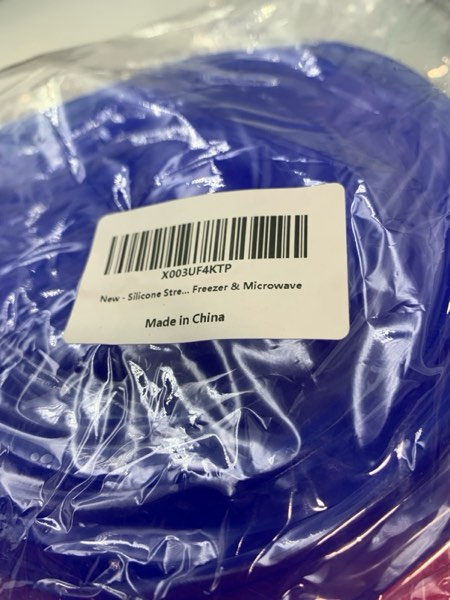 X003UF4KTP
New - Silicone Stre... Freezer & Microwave
Made in China